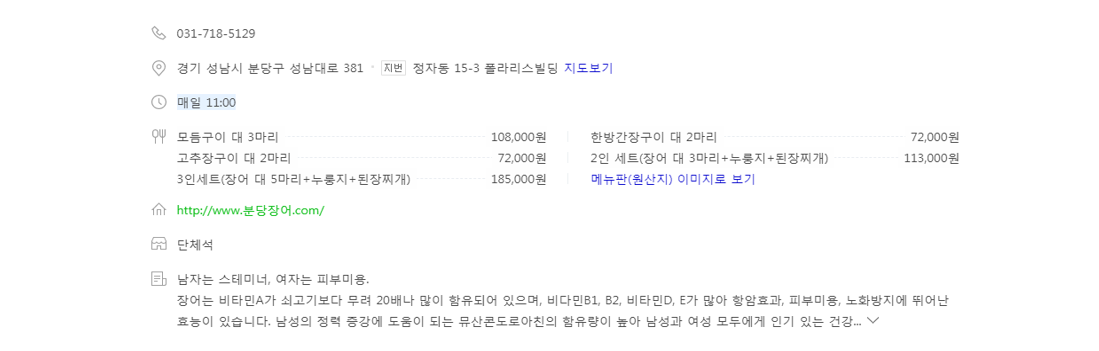 031-718-5129
경기 성남시 분당구 성남대로 381 · 지번 정자동 15-3 폴라리스빌딩 지도보기
매일 11:00
모듬구이 대 3마리 108,000원 한방간장구이 대 2마리 72,000원
고추장구이 대 2마리 72,000원 2인 세트(장어 대 3마리+누룽지+된장찌개) 113,000원
3인세트(장어 대 5마리+누룽지+된장찌개) 185,000원 메뉴판(원산지) 이미지로 보기
http://www.분당장어.com/
단체석
남자는 스테미너, 여자는 피부미용.
장어는 비타민A가 쇠고기보다 무려 20배나 많이 함유되어 있으며, 비다민B1, B2, 비타민D, E가 많아 항암효과, 피부미용, 노화방지에 뛰어난
효능이 있습니다. 남성의 정력 증강에 도움이 되는 뮤산콘도로아친의 함유량이 높아 남성과 여성 모두에게 인기 있는 건강...